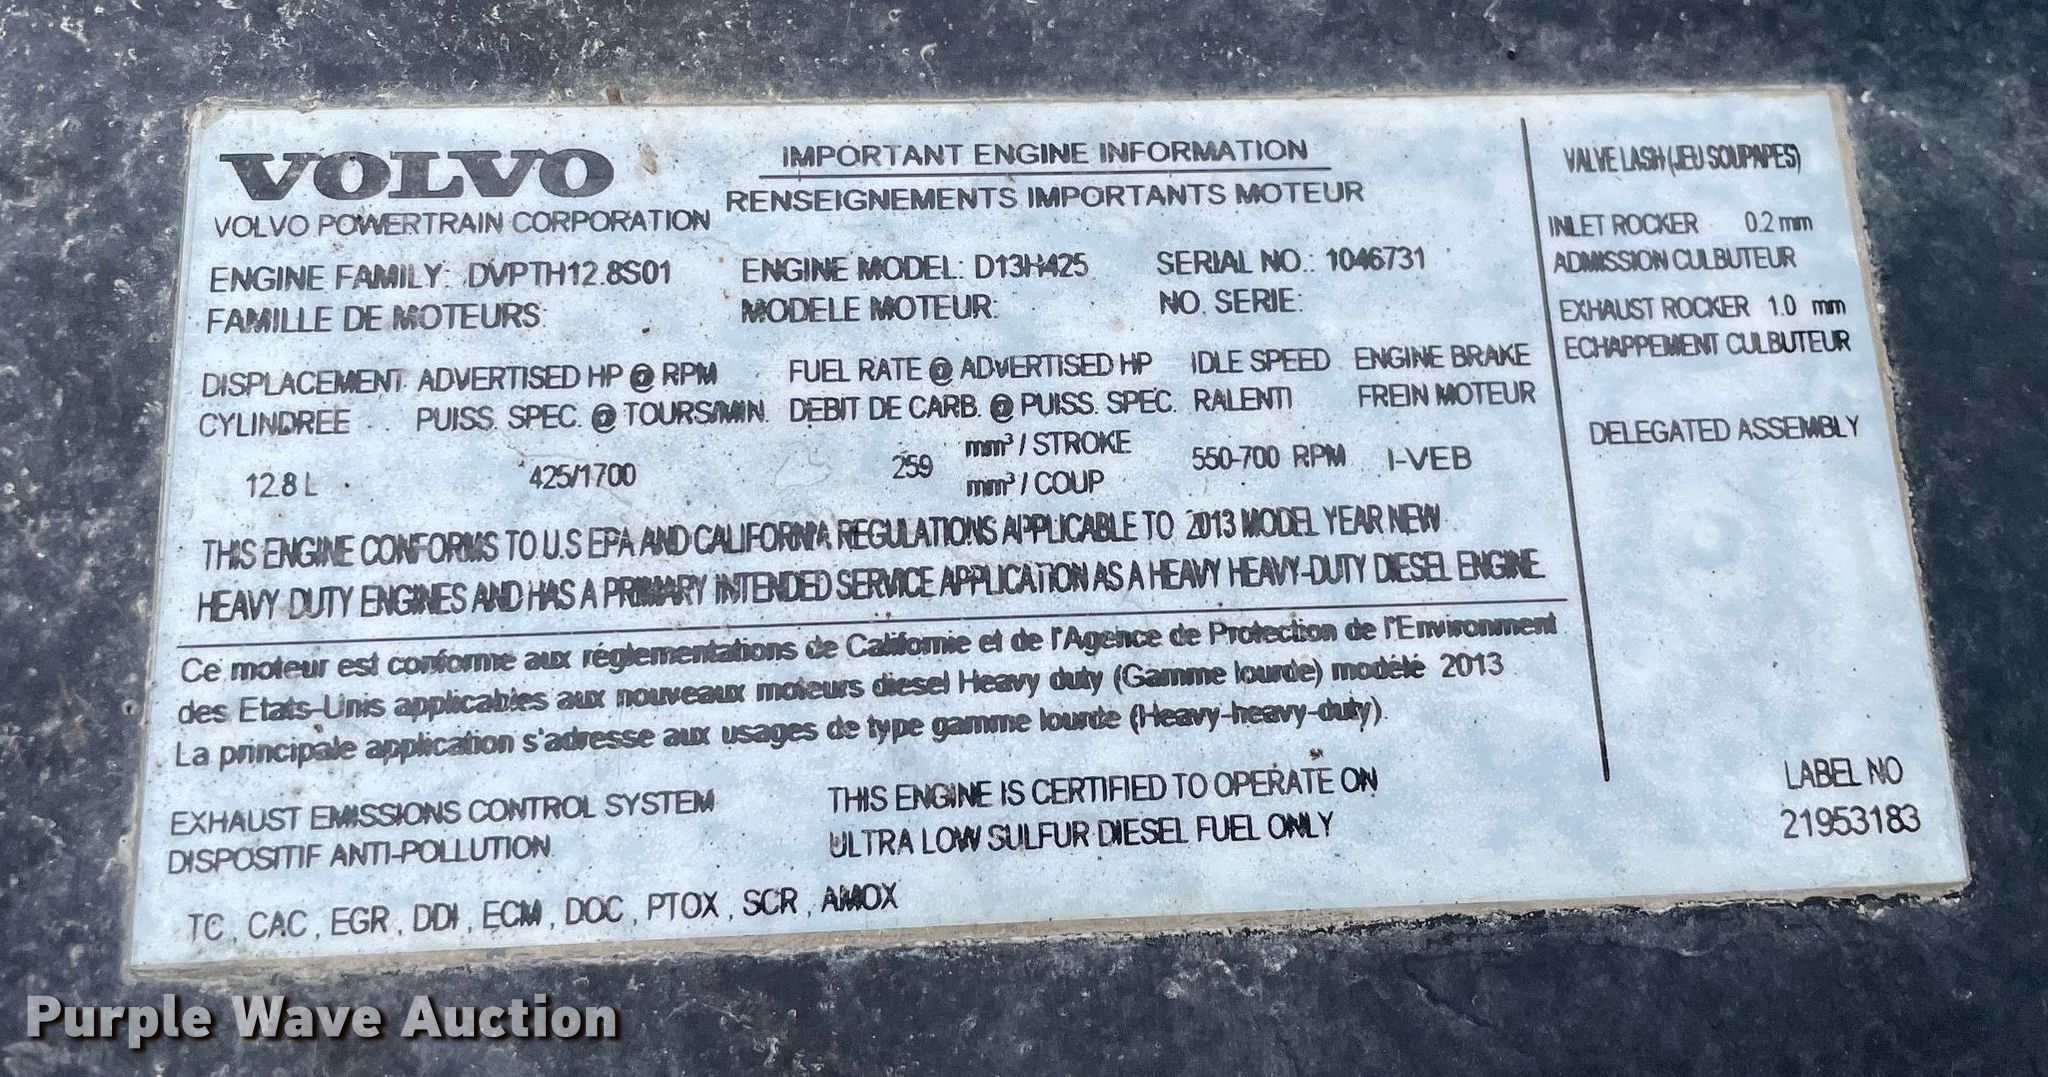 VOLVO
VOLVO POWERTRAIN CORPORATION
IMPORTANT ENGINE INFORMATION
RENSEIGNEMENTS IMPORTANTS MOTEUR
ENGINE FAMILY: DVPTH12.8S01 ENGINE MODEL: D13H425 SERIAL NO.: 1046731
FAMILLE DE MOTEURS: MODELE MOTEUR: NO. SERIE:
DISPLACEMENT ADVERTISED HP @ RPM FUEL RATE @ ADVERTISED HP IDLE SPEED ENGINE BRAKE
CYLINDREE PUISS. SPEC. @ TOURS/MIN. DEBIT DE CARB. @ PUISS. SPEC. RALENTI FREIN MOTEUR
12.8 L 425/1700 259 mm³ / STROKE 550-700 RPM I-VEB
mm³ / COUP
THIS ENGINE CONFORMS TO U.S EPA AND CALIFORNIA REGULATIONS APPLICABLE TO 2013 MODEL YEAR NEW
HEAVY DUTY ENGINES AND HAS A PRIMARY INTENDED SERVICE APPLICATION AS A HEAVY HEAVY-DUTY DIESEL ENGINE
Ce moteur est conforme aux réglementations de Californie et de l'Agence de Protection de l'Environment
des Etats-Unis applicables aux nouveaux moteurs diesel Heavy duty (Gamme lourde) modélé 2013
La principale application s'adresse aux usages de type gamme lourde (Heavy-heavy-duty).
EXHAUST EMISSIONS CONTROL SYSTEM
DISPOSITIF ANTI-POLLUTION
TC , CAC , EGR , DDI , ECM , DOC , PTOX , SCR , AMOX
THIS ENGINE IS CERTIFIED TO OPERATE ON
ULTRA LOW SULFUR DIESEL FUEL ONLY
VALVE LASH (JEU SOUPAPES)
INLET ROCKER 0.2 mm
ADMISSION CULBUTEUR
EXHAUST ROCKER 1.0 mm
ECHAPPEMENT CULBUTEUR
DELEGATED ASSEMBLY
LABEL NO
21953183
Purple Wave Auction